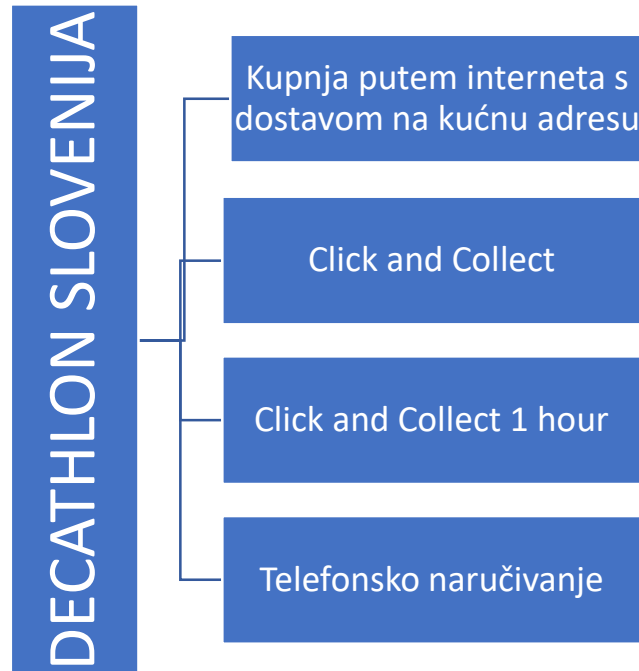 DECATHLON SLOVENIJA
Kupnja putem interneta s
dostavom na kućnu adresu
Click and Collect
Click and Collect 1 hour
Telefonsko naručivanje